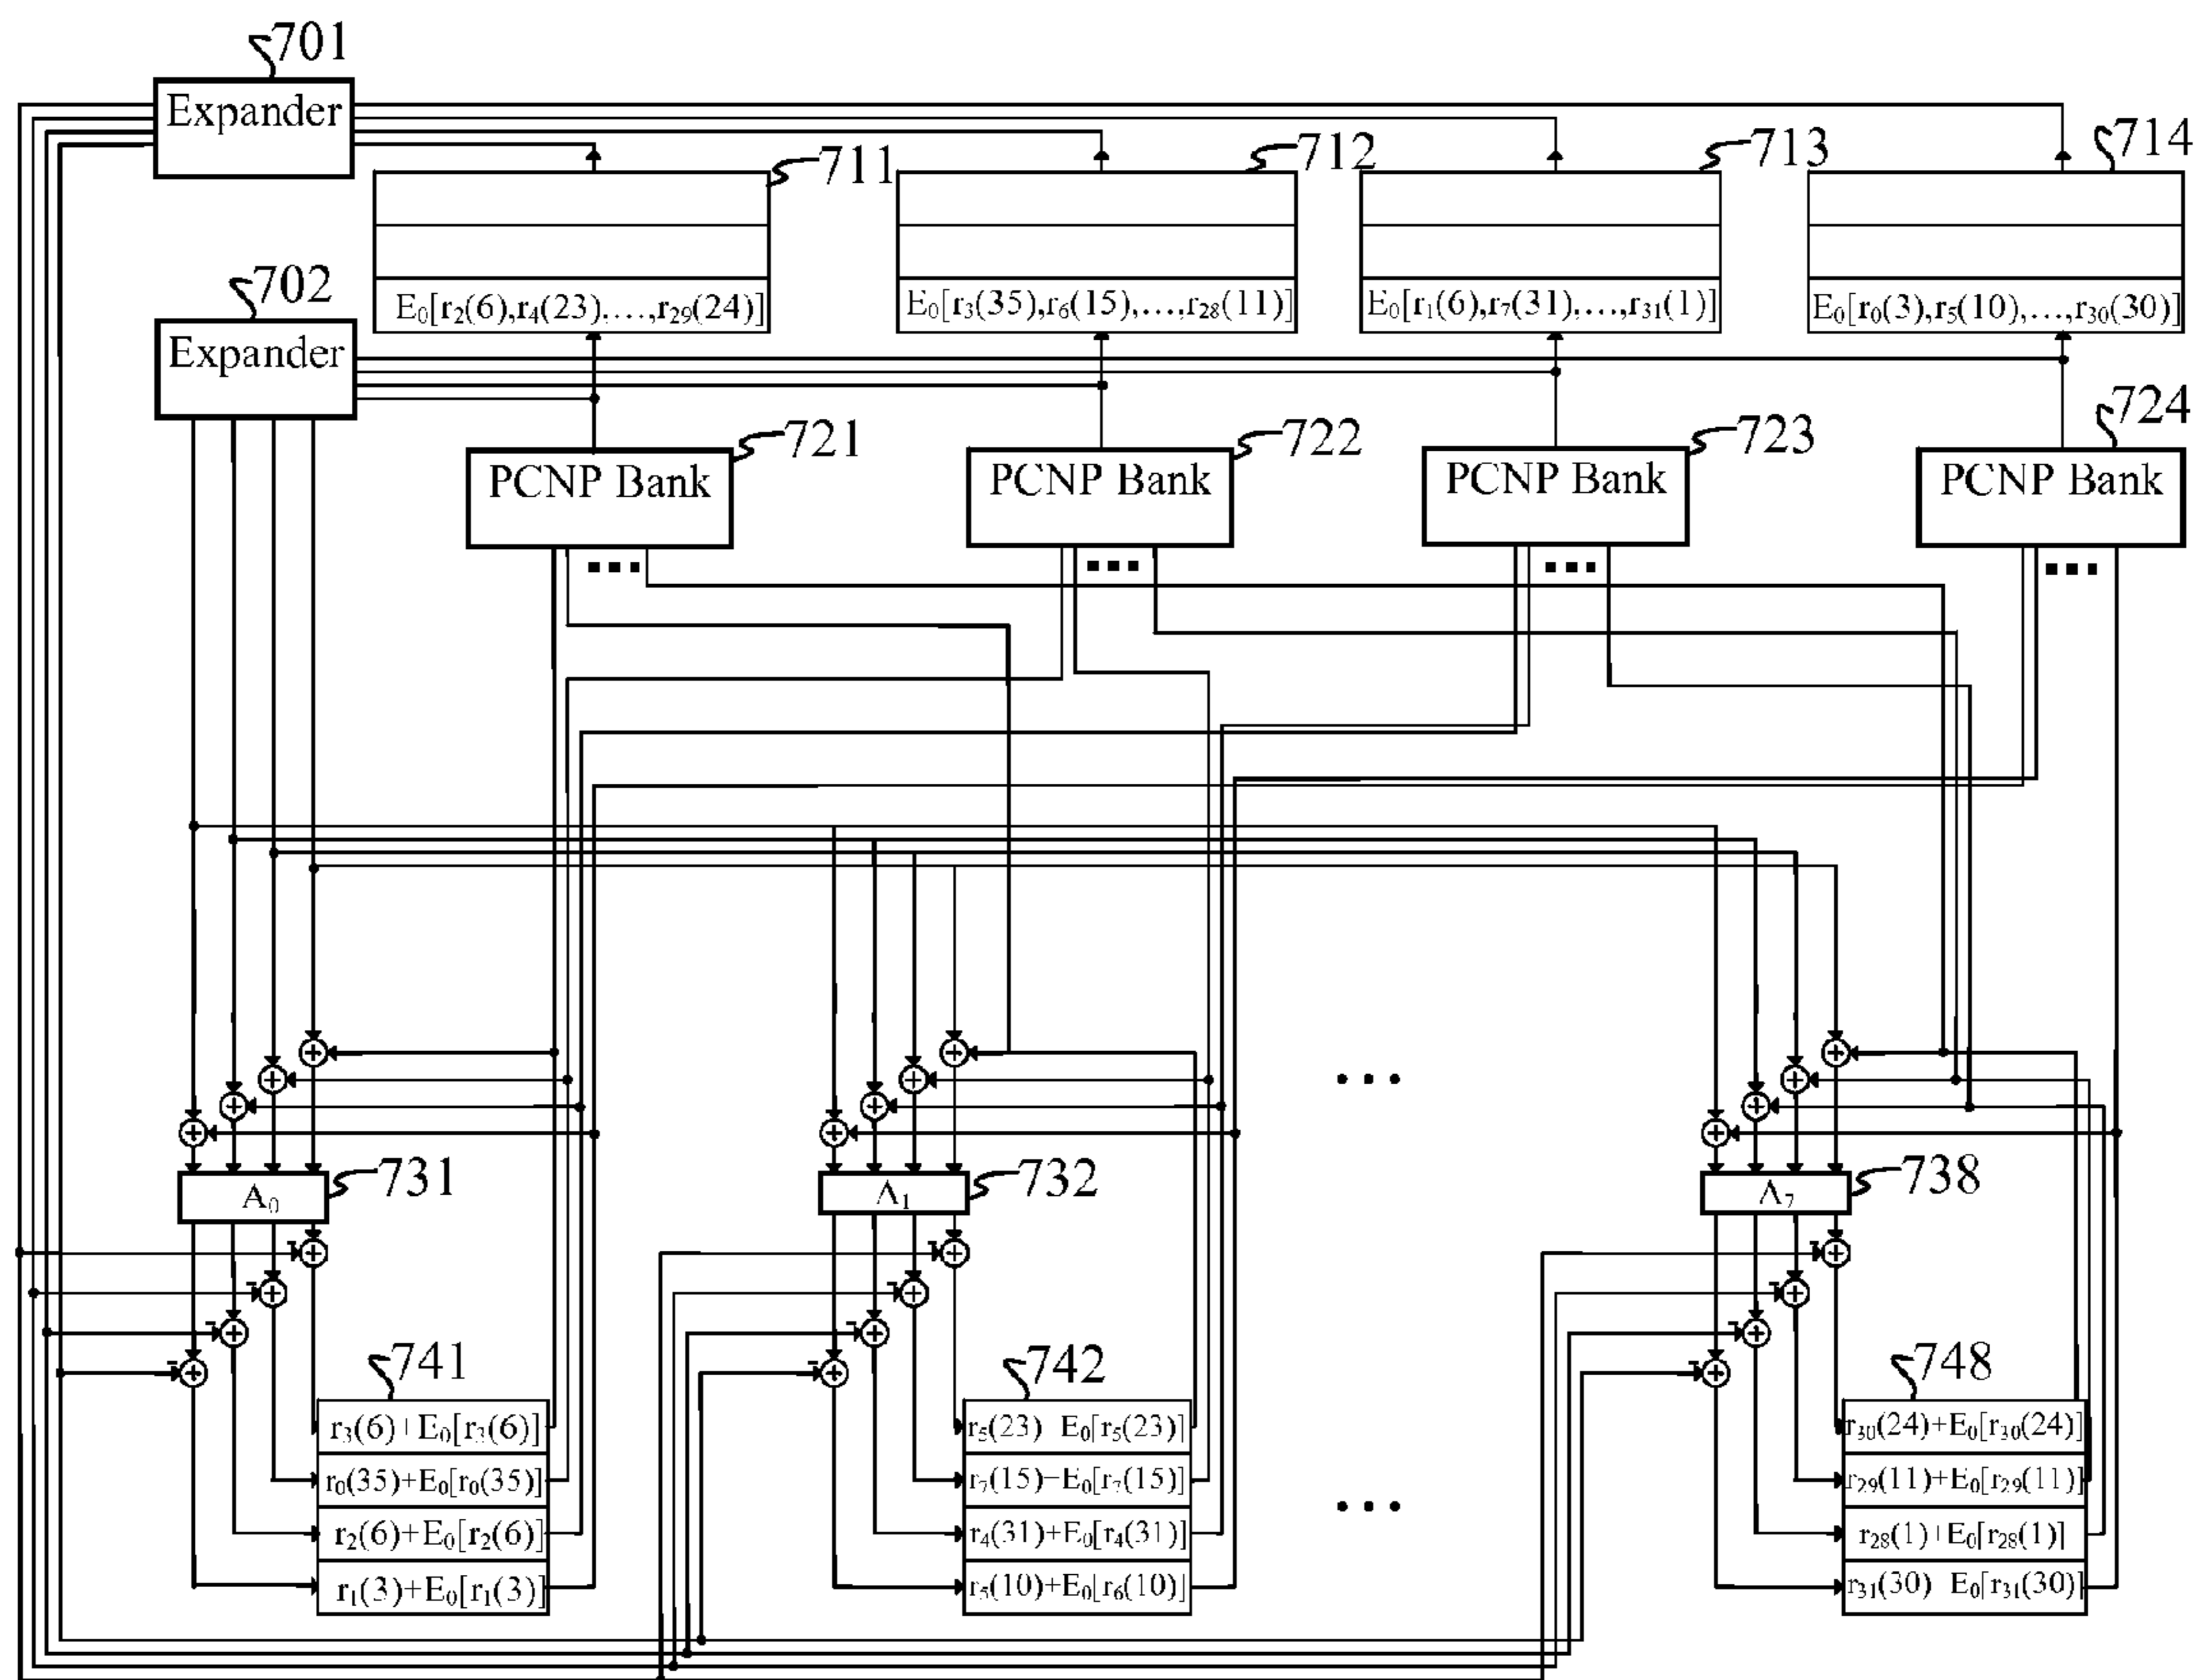 701
Expander
711
712
713
714
702
Expander
E₀[r₂(6),r₄(23),...,r₂₉(24)]
E₀[r₃(35),r₆(15),...,r₂₈(11)]
E₀[r₁(6),r₇(31),...,r₃₁(1)]
E₀[r₀(3),r₅(10),...,r₃₀(30)]
721
PCNP Bank
722
PCNP Bank
723
PCNP Bank
724
PCNP Bank
...
...
...
...
...
731
A₀
732
Λ₁
738
Λ₇
741
742
748
r₃(6)+E₀[r₃(6)]
r₀(35)+E₀[r₀(35)]
r₂(6)+E₀[r₂(6)]
r₁(3)+E₀[r₁(3)]
r₅(23) E₀[r₅(23)]
r₇(15)−E₀[r₇(15)]
r₄(31)+E₀[r₄(31)]
r₅(10)+E₀[r₆(10)]
...
r₃₀(24)+E₀[r₃₀(24)]
r₂₉(11)+E₀[r₂₉(11)]
r₂₈(1)+E₀[r₂₈(1)]
r₃₁(30) E₀[r₃₁(30)]